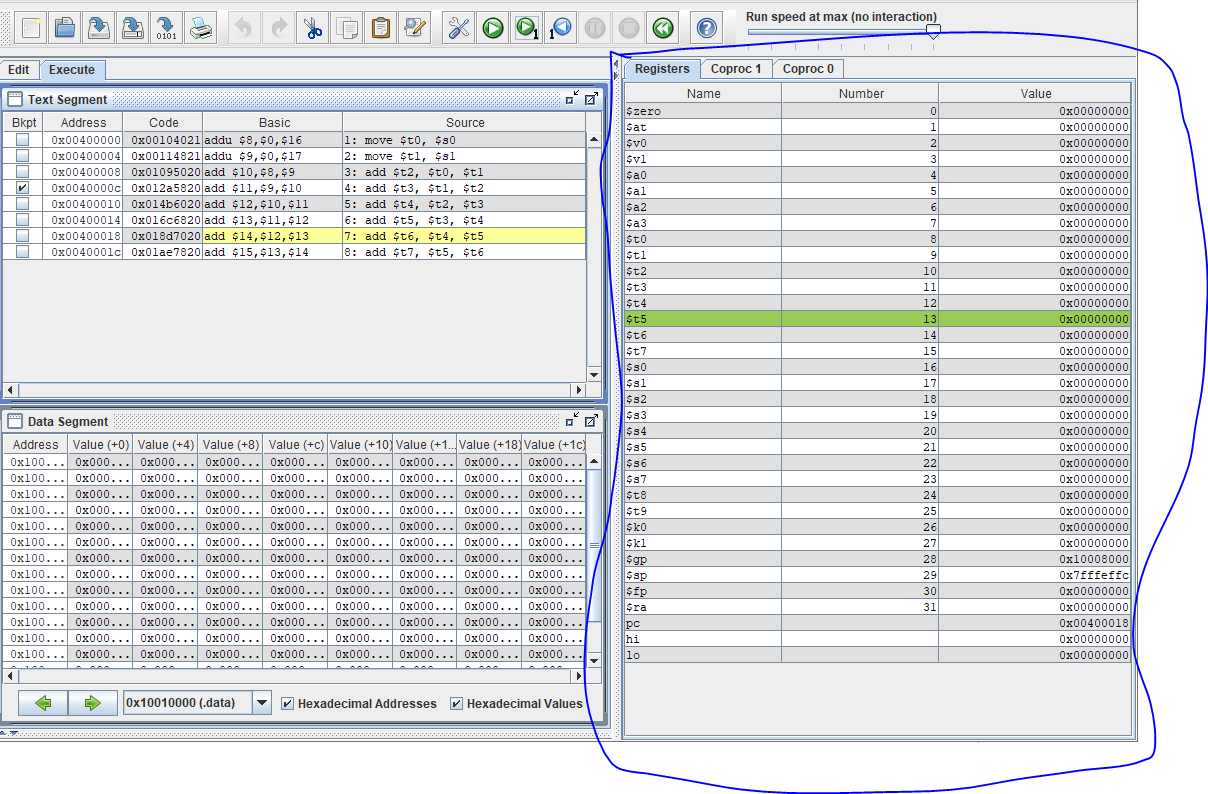 Run speed at max (no interaction)
Edit Execute
Text Segment
Bkpt Address Code Basic Source
0x00400000 0x00104021 addu $8,$0,$16 1: move $t0, $s0
0x00400004 0x00114821 addu $9,$0,$17 2: move $t1, $s1
0x00400008 0x01095020 add $10,$8,$9 3: add $t2, $t0, $t1
0x0040000c 0x012a5820 add $11,$9,$10 4: add $t3, $t1, $t2
0x00400010 0x014b6020 add $12,$10,$11 5: add $t4, $t2, $t3
0x00400014 0x016c6820 add $13,$11,$12 6: add $t5, $t3, $t4
0x00400018 0x018d7020 add $14,$12,$13 7: add $t6, $t4, $t5
0x0040001c 0x01ae7820 add $15,$13,$14 8: add $t7, $t5, $t6
Data Segment
Address Value (+0) Value (+4) Value (+8) Value (+c) Value (+10) Value (+1... Value (+18) Value (+1c)
0x100... 0x000... 0x000... 0x000... 0x000... 0x000... 0x000... 0x000... 0x000...
0x100... 0x000... 0x000... 0x000... 0x000... 0x000... 0x000... 0x000... 0x000...
0x100... 0x000... 0x000... 0x000... 0x000... 0x000... 0x000... 0x000... 0x000...
0x100... 0x000... 0x000... 0x000... 0x000... 0x000... 0x000... 0x000... 0x000...
0x100... 0x000... 0x000... 0x000... 0x000... 0x000... 0x000... 0x000... 0x000...
0x100... 0x000... 0x000... 0x000... 0x000... 0x000... 0x000... 0x000... 0x000...
0x100... 0x000... 0x000... 0x000... 0x000... 0x000... 0x000... 0x000... 0x000...
0x100... 0x000... 0x000... 0x000... 0x000... 0x000... 0x000... 0x000... 0x000...
0x100... 0x000... 0x000... 0x000... 0x000... 0x000... 0x000... 0x000... 0x000...
0x100... 0x000... 0x000... 0x000... 0x000... 0x000... 0x000... 0x000... 0x000...
0x100... 0x000... 0x000... 0x000... 0x000... 0x000... 0x000... 0x000... 0x000...
0x100... 0x000... 0x000... 0x000... 0x000... 0x000... 0x000... 0x000... 0x000...
0x100... 0x000... 0x000... 0x000... 0x000... 0x000... 0x000... 0x000... 0x000...
0x10010000 (.data) Hexadecimal Addresses Hexadecimal Values
Registers Coproc 1 Coproc 0
Name Number Value
$zero 0 0x00000000
$at 1 0x00000000
$v0 2 0x00000000
$v1 3 0x00000000
$a0 4 0x00000000
$a1 5 0x00000000
$a2 6 0x00000000
$a3 7 0x00000000
$t0 8 0x00000000
$t1 9 0x00000000
$t2 10 0x00000000
$t3 11 0x00000000
$t4 12 0x00000000
$t5 13 0x00000000
$t6 14 0x00000000
$t7 15 0x00000000
$s0 16 0x00000000
$s1 17 0x00000000
$s2 18 0x00000000
$s3 19 0x00000000
$s4 20 0x00000000
$s5 21 0x00000000
$s6 22 0x00000000
$s7 23 0x00000000
$t8 24 0x00000000
$t9 25 0x00000000
$k0 26 0x00000000
$k1 27 0x00000000
$gp 28 0x10008000
$sp 29 0x7fffeffc
$fp 30 0x00000000
$ra 31 0x00000000
pc 0x00400018
hi 0x00000000
lo 0x00000000